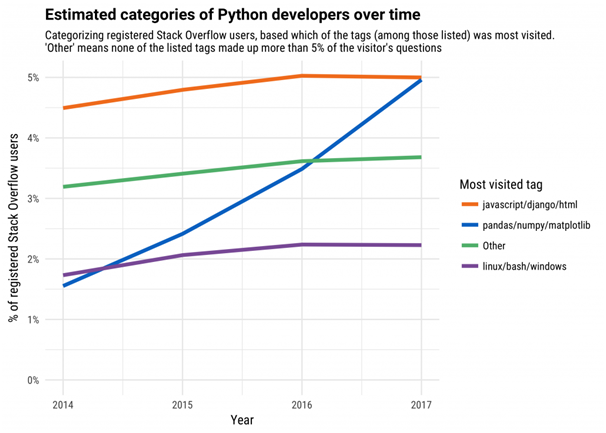 Estimated categories of Python developers over time
Categorizing registered Stack Overflow users, based which of the tags (among those listed) was most visited.
'Other' means none of the listed tags made up more than 5% of the visitor's questions
5%
4%
3%
2%
1%
0%
% of registered Stack Overflow users
2014 2015 2016 2017
Year
Most visited tag
javascript/django/html
pandas/numpy/matplotlib
Other
linux/bash/windows